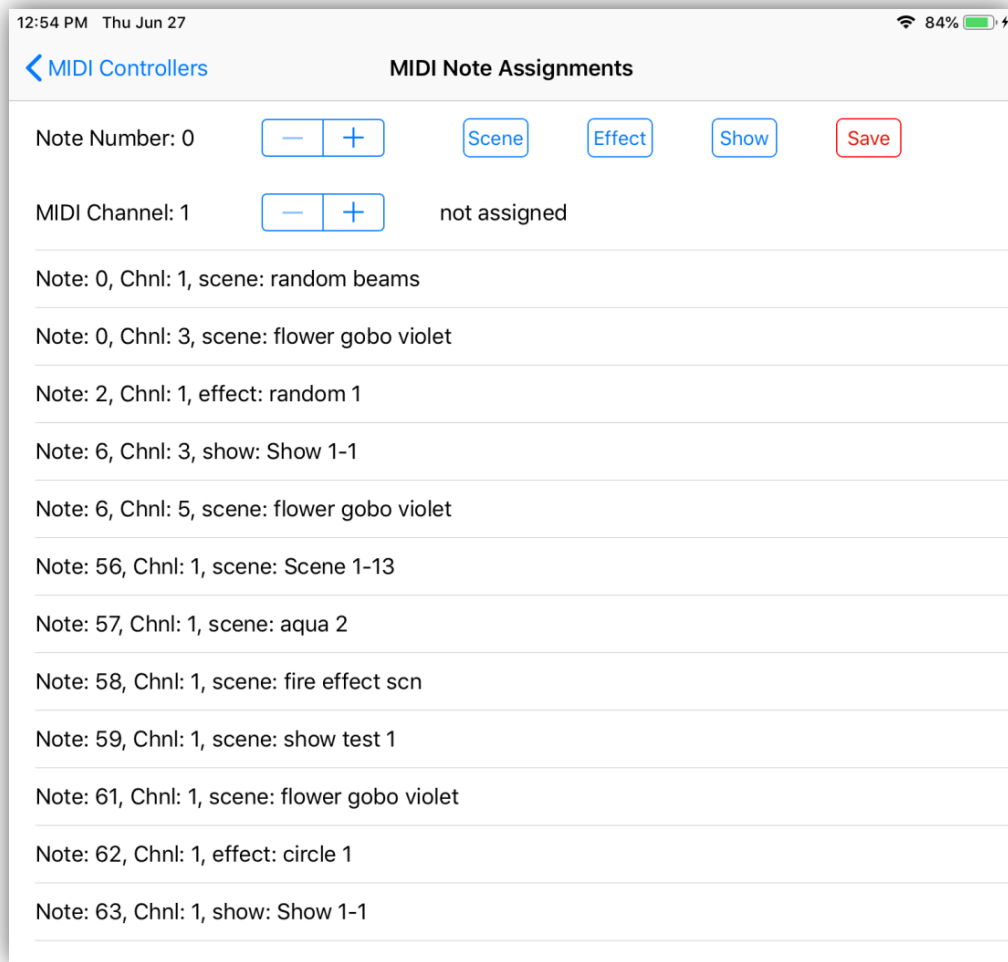 12:54 PM Thu Jun 27 84%
MIDI Controllers MIDI Note Assignments
Note Number: 0 Scene Effect Show Save
MIDI Channel: 1 not assigned
Note: 0, Chnl: 1, scene: random beams
Note: 0, Chnl: 3, scene: flower gobo violet
Note: 2, Chnl: 1, effect: random 1
Note: 6, Chnl: 3, show: Show 1-1
Note: 6, Chnl: 5, scene: flower gobo violet
Note: 56, Chnl: 1, scene: Scene 1-13
Note: 57, Chnl: 1, scene: aqua 2
Note: 58, Chnl: 1, scene: fire effect scn
Note: 59, Chnl: 1, scene: show test 1
Note: 61, Chnl: 1, scene: flower gobo violet
Note: 62, Chnl: 1, effect: circle 1
Note: 63, Chnl: 1, show: Show 1-1